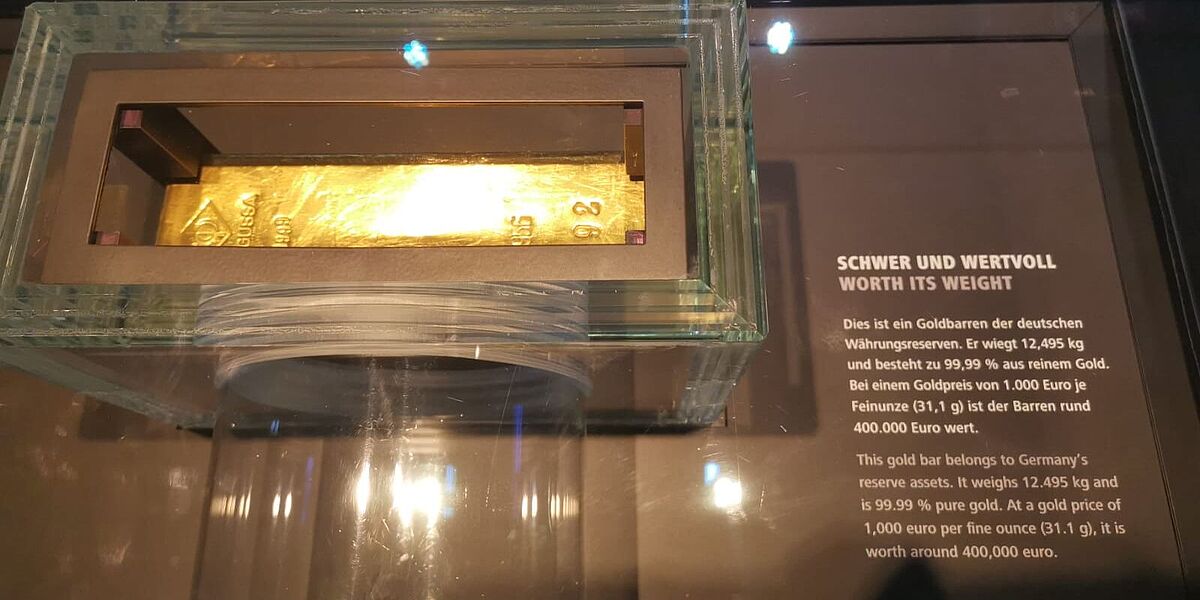 GUSSA
92
SCHWER UND WERTVOLL
WORTH ITS WEIGHT
Dies ist ein Goldbarren der deutschen
Währungsreserven. Er wiegt 12,495 kg
und besteht zu 99,99 % aus reinem Gold.
Bei einem Goldpreis von 1.000 Euro je
Feinunze (31,1 g) ist der Barren rund
400.000 Euro wert.
This gold bar belongs to Germany's
reserve assets. It weighs 12.495 kg and
is 99.99 % pure gold. At a gold price of
1,000 euro per fine ounce (31.1 g), it is
worth around 400,000 euro.